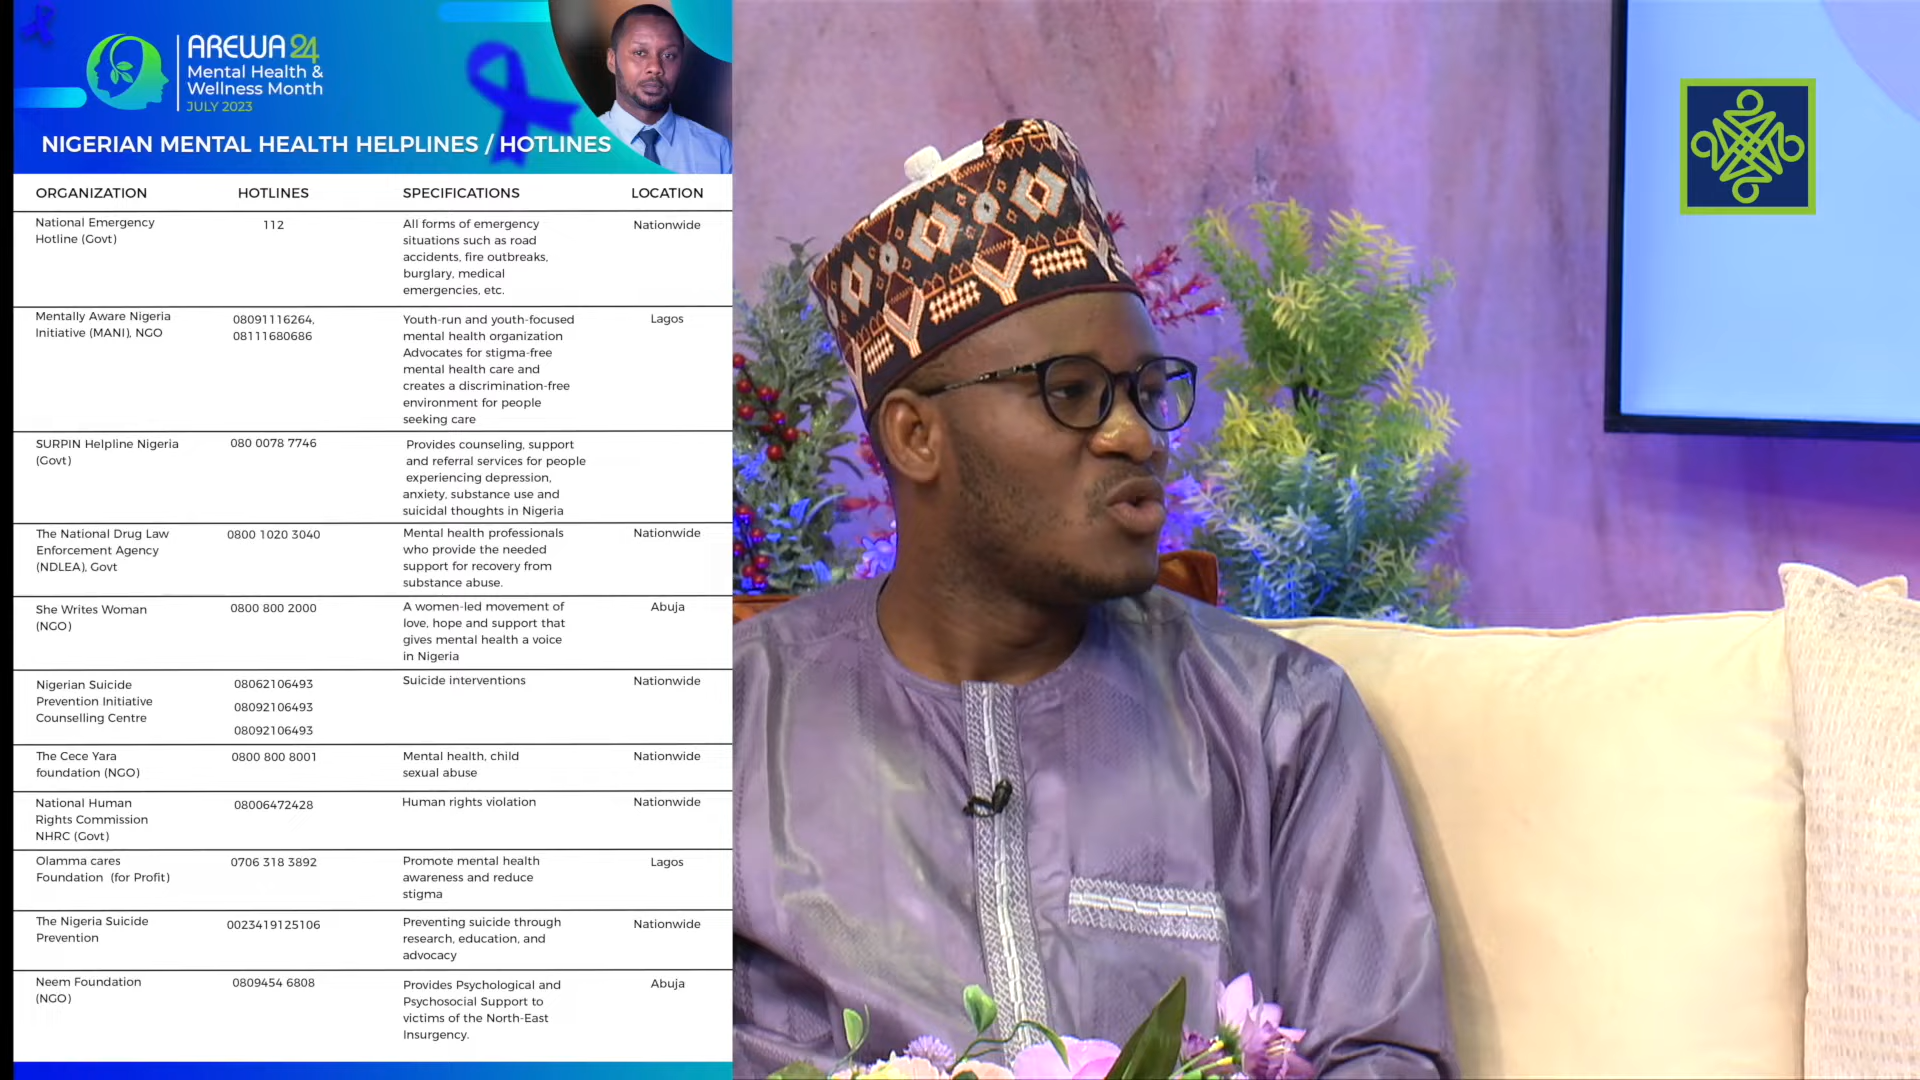 AREWA 24
Mental Health &
Wellness Month
JULY 2023
NIGERIAN MENTAL HEALTH HELPLINES / HOTLINES
ORGANIZATION HOTLINES SPECIFICATIONS LOCATION
National Emergency
Hotline (Govt)
112
All forms of emergency
situations such as road
accidents, fire outbreaks,
burglary, medical
emergencies, etc.
Nationwide
Mentally Aware Nigeria
Initiative (MANI), NGO
08091116264,
08111680686
Youth-run and youth-focused
mental health organization
Advocates for stigma-free
mental health care and
creates a discrimination-free
environment for people
seeking care
Lagos
SURPIN Helpline Nigeria
(Govt)
080 0078 7746
Provides counseling, support
and referral services for people
experiencing depression,
anxiety, substance use and
suicidal thoughts in Nigeria
The National Drug Law
Enforcement Agency
(NDLEA), Govt
0800 1020 3040
Mental health professionals
who provide the needed
support for recovery from
substance abuse.
Nationwide
She Writes Woman
(NGO)
0800 800 2000
A women-led movement of
love, hope and support that
gives mental health a voice
in Nigeria
Abuja
Nigerian Suicide
Prevention Initiative
Counselling Centre
08062106493
08092106493
08092106493
Suicide interventions
Nationwide
The Cece Yara
foundation (NGO)
0800 800 8001
Mental health, child
sexual abuse
Nationwide
National Human
Rights Commission
NHRC (Govt)
08006472428
Human rights violation
Nationwide
Olamma cares
Foundation (for Profit)
0706 318 3892
Promote mental health
awareness and reduce
stigma
Lagos
The Nigeria Suicide
Prevention
0023419125106
Preventing suicide through
research, education, and
advocacy
Nationwide
Neem Foundation
(NGO)
0809454 6808
Provides Psychological and
Psychosocial Support to
victims of the North-East
Insurgency.
Abuja